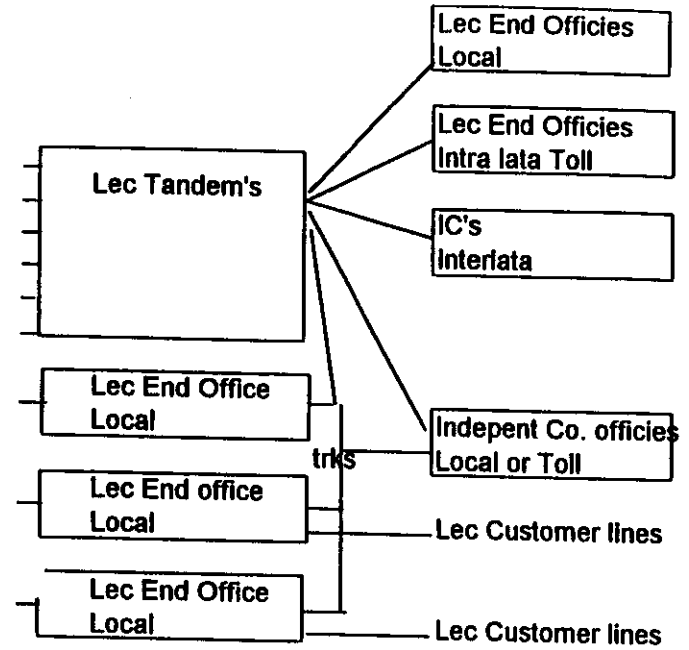 Lec End Officies
Local
Lec End Officies
Intra lata Toll
Lec Tandem's
IC's
Interlata
Lec End Office
Local
Indepent Co. officies
Local or Toll
trks
Lec End office
Local
Lec Customer lines
Lec End Office
Local
Lec Customer lines